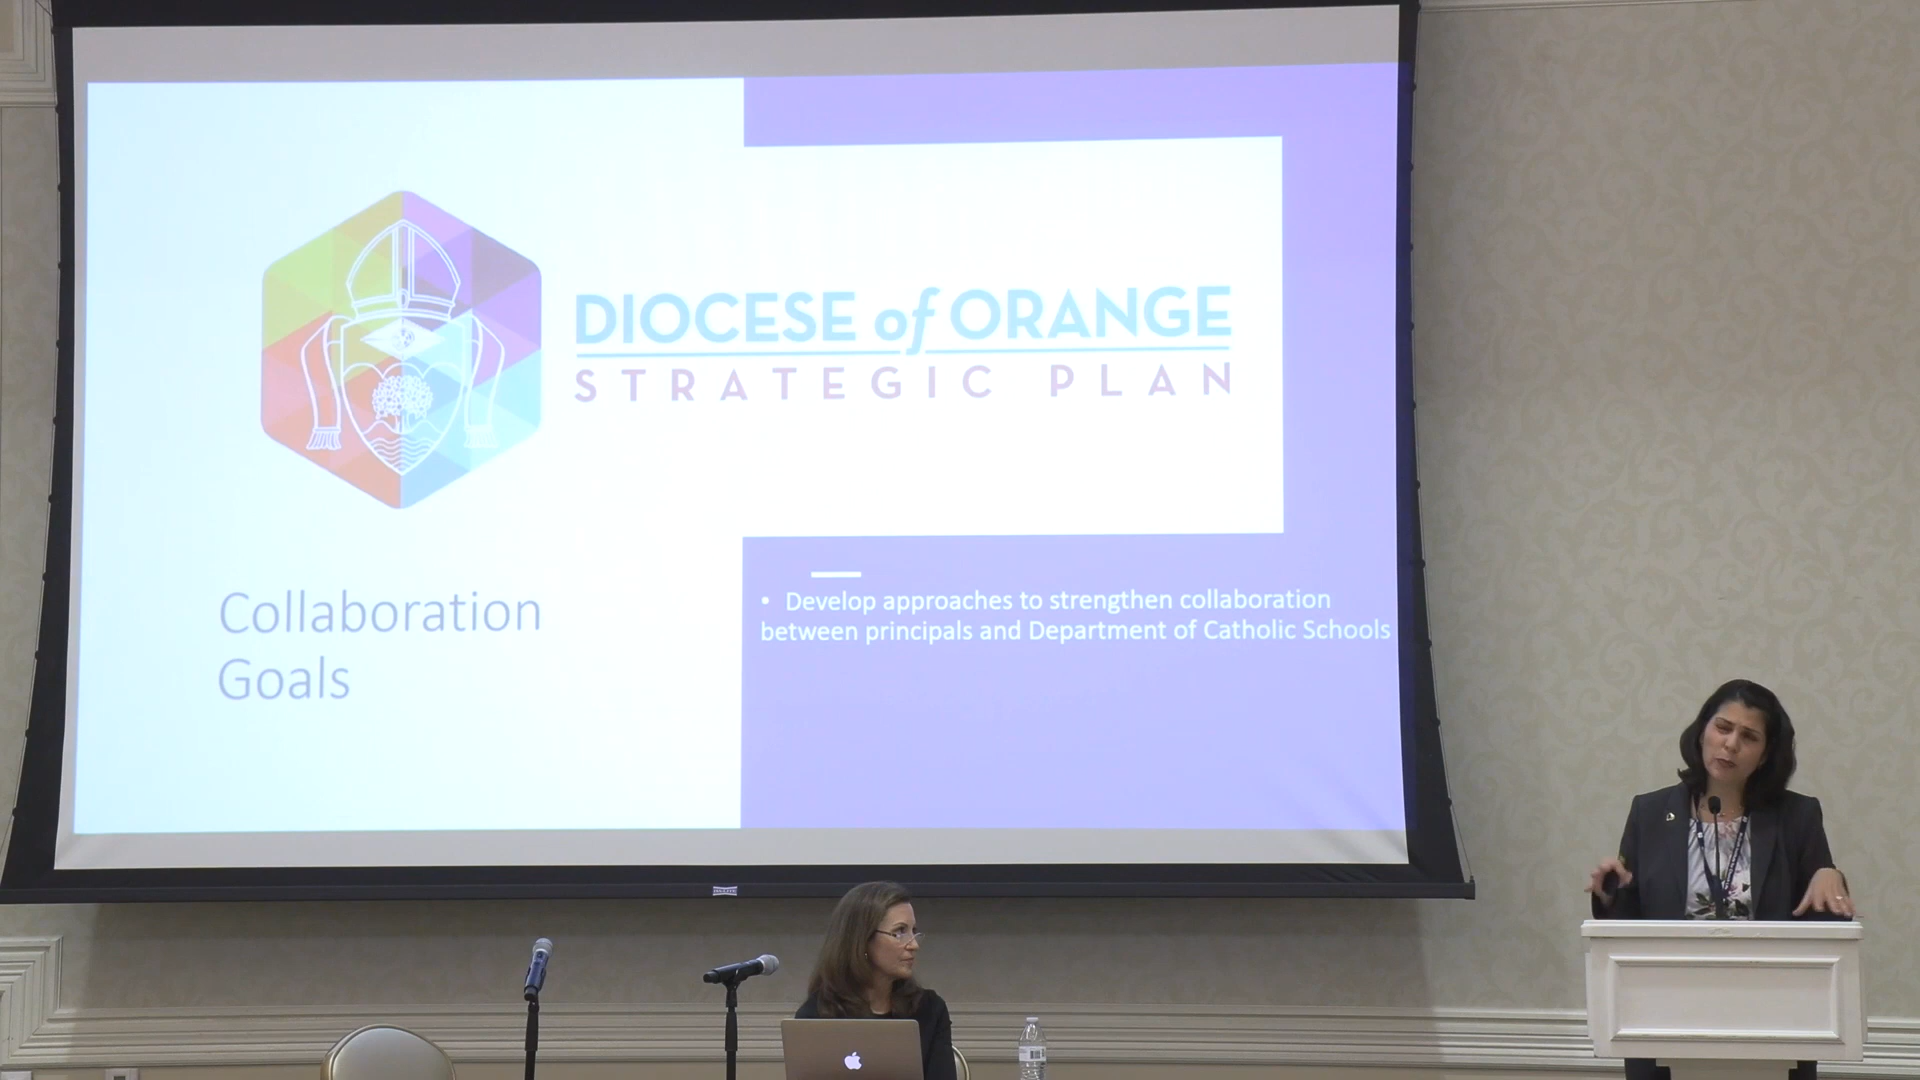 DIOCESE of ORANGE
STRATEGIC PLAN
Collaboration
Goals
• Develop approaches to strengthen collaboration
between principals and Department of Catholic Schools